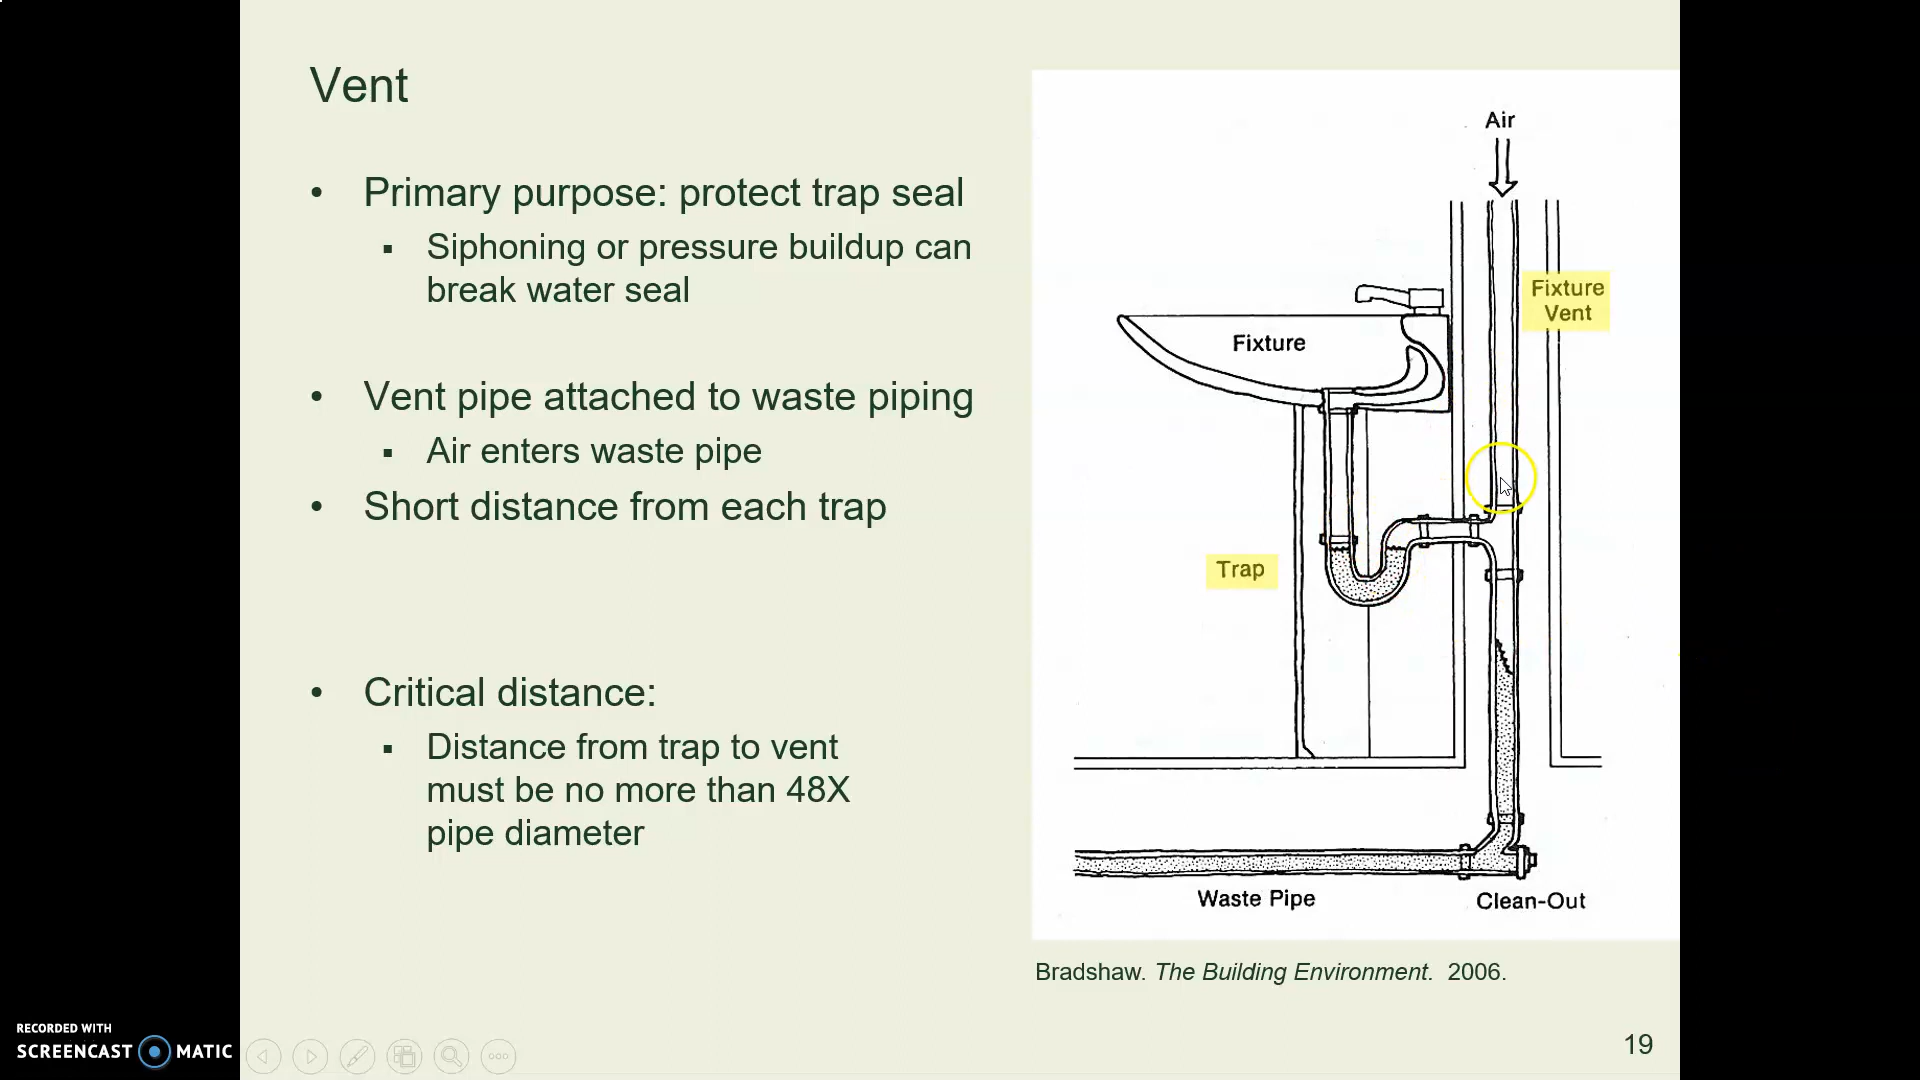 Vent
• Primary purpose: protect trap seal
▪ Siphoning or pressure buildup can
break water seal
• Vent pipe attached to waste piping
▪ Air enters waste pipe
• Short distance from each trap
• Critical distance:
▪ Distance from trap to vent
must be no more than 48X
pipe diameter
Air
Fixture
Vent
Fixture
Trap
Waste Pipe
Clean-Out
Bradshaw. The Building Environment. 2006.
19
RECORDED WITH
SCREENCAST MATIC